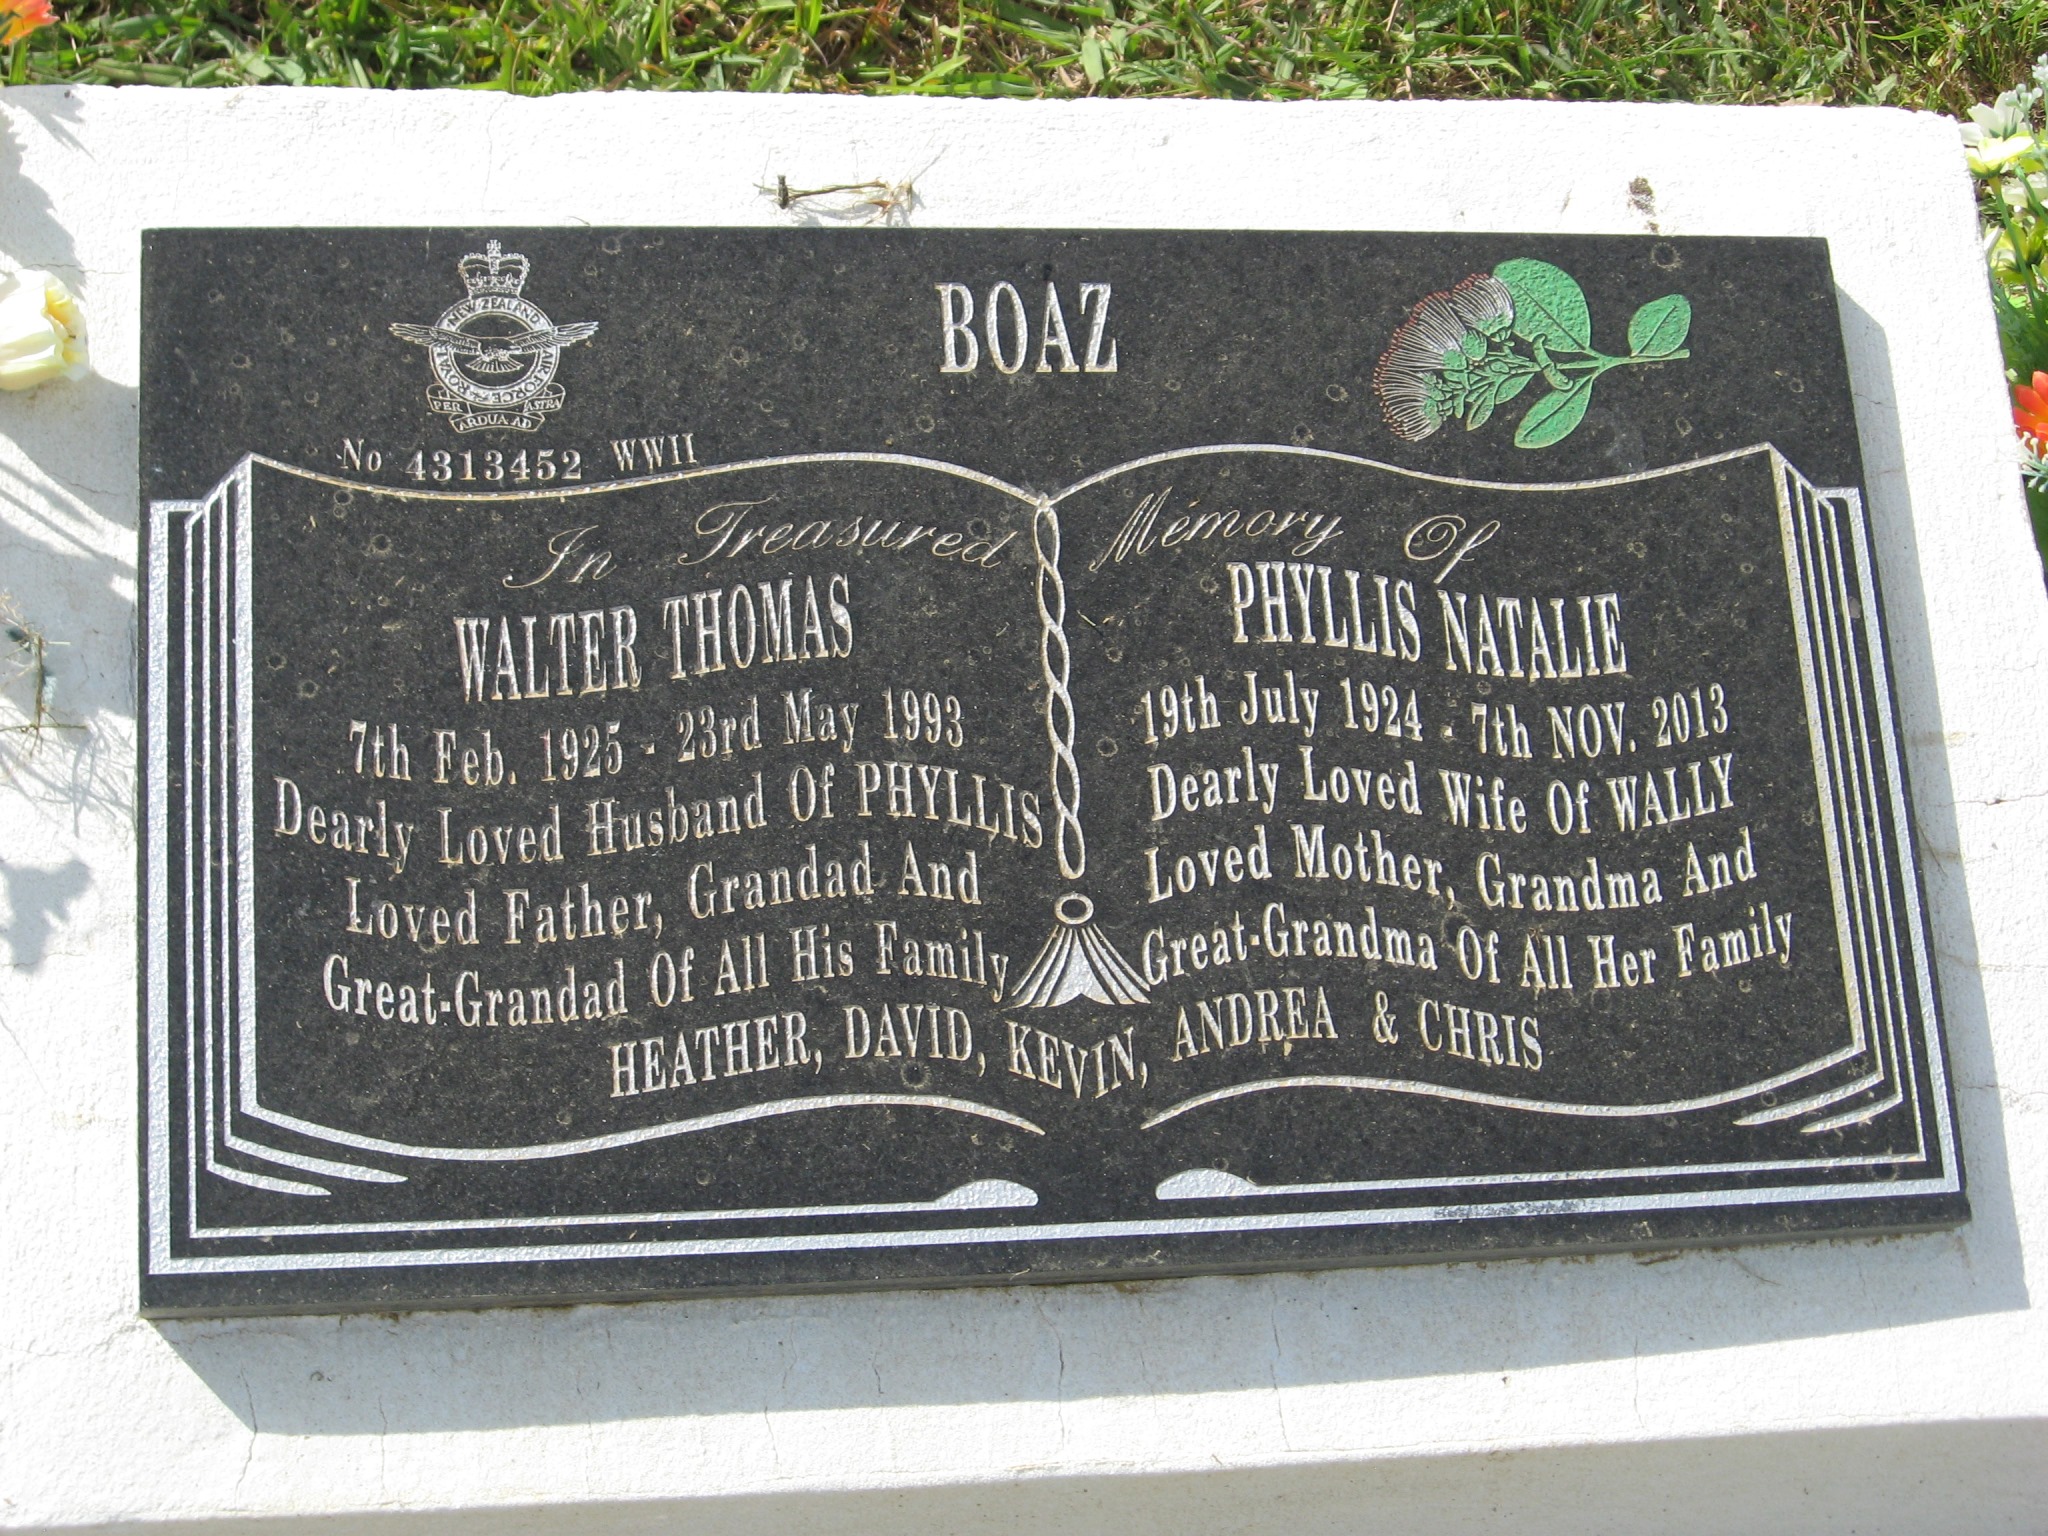 BOAZ
NEW ZEALAND
ROYAL AIR FORCE
PER ARDUA AD ASTRA
No 4313452 WWII
In Treasured Memory Of
WALTER THOMAS
7th Feb. 1925 - 23rd May 1993
Dearly Loved Husband Of PHYLLIS
Loved Father, Grandad And
Great-Grandad Of All His Family
PHYLLIS NATALIE
19th July 1924 - 7th NOV. 2013
Dearly Loved Wife Of WALLY
Loved Mother, Grandma And
Great-Grandma Of All Her Family
HEATHER, DAVID, KEVIN, ANDREA & CHRIS